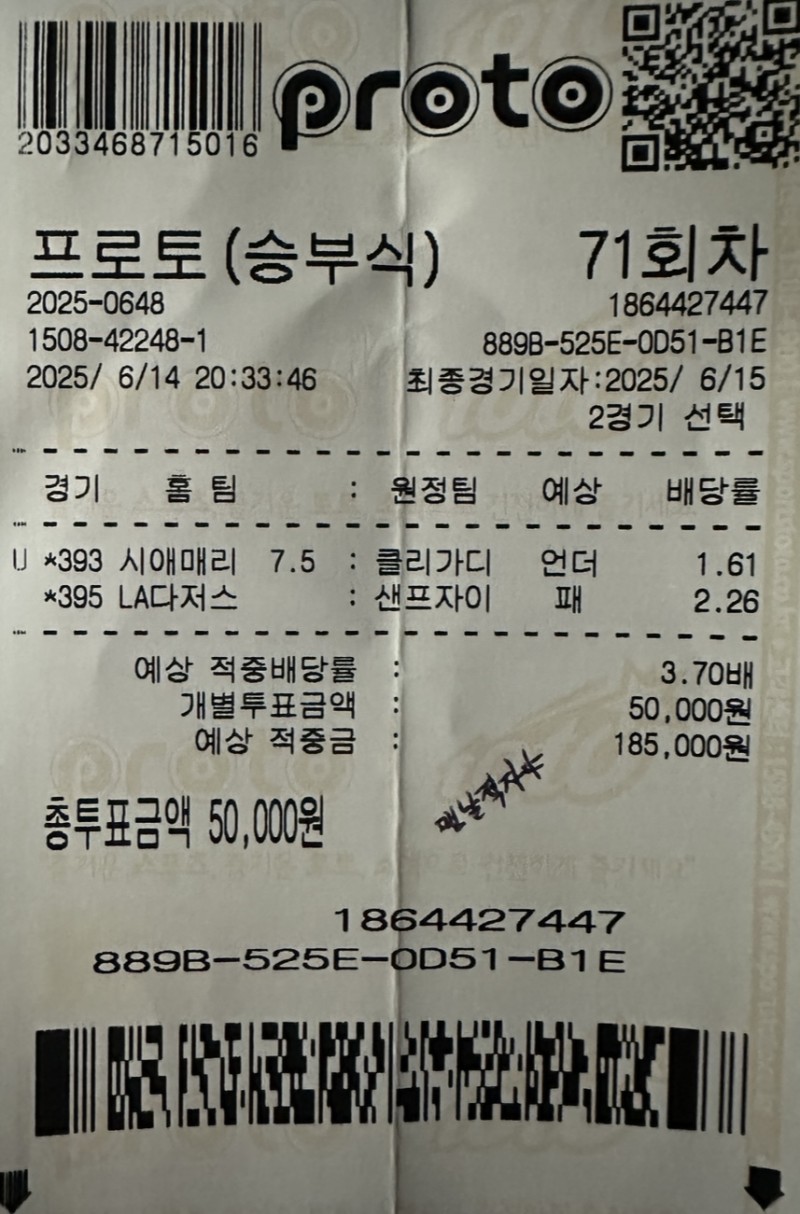 proto
2033468715016
프로토(승부식) 71회차
2025-0648 1864427447
1508-42248-1 889B-525E-0D51-B1E
2025/ 6/14 20:33:46 최종경기일자:2025/ 6/15
2경기 선택
경기 홈 팀 : 원정팀 예상 배당률
U *393 시애매리 7.5 : 클리가디 언더 1.61
*395 LA다저스 : 샌프자이 패 2.26
예상 적중배당률 : 3.70배
개별투표금액 : 50,000원
예상 적중금 : 185,000원
맨날적자야
총투표금액 50,000원
1864427447
889B-525E-0D51-B1E